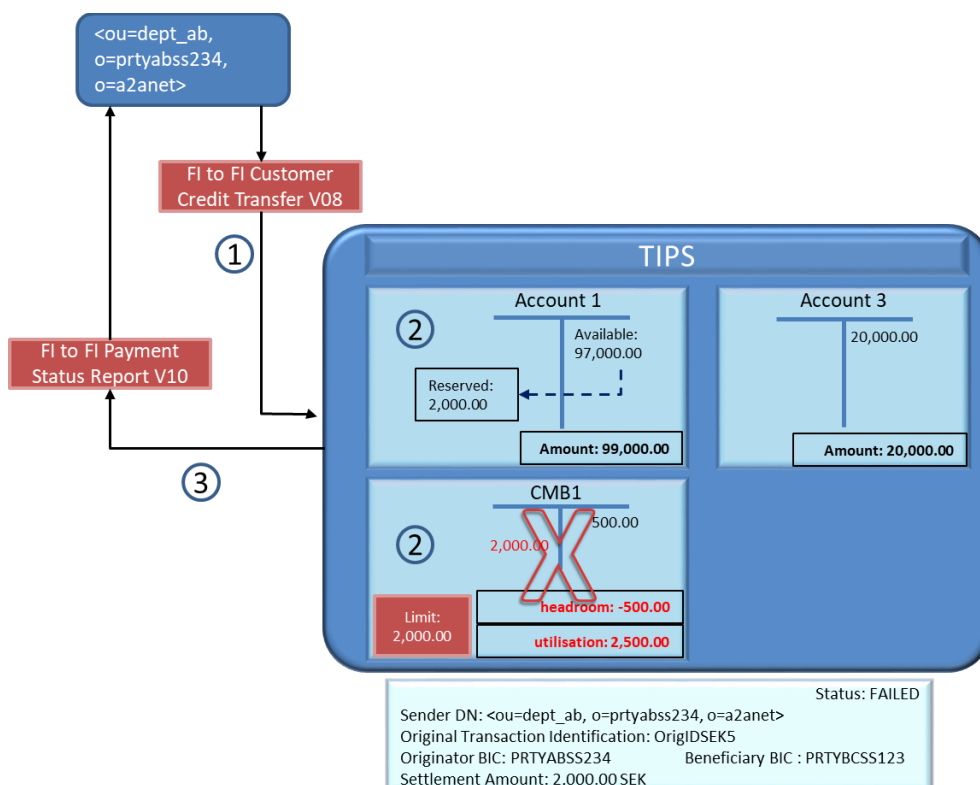 <ou=dept_ab,
o=prtyabss234,
o=a2anet>
FI to FI Customer
Credit Transfer V08
1
TIPS
Account 1
2
Available:
97,000.00
Reserved:
2,000.00
Amount: 99,000.00
Account 3
20,000.00
Amount: 20,000.00
FI to FI Payment
Status Report V10
3
CMB1
2
500.00
2,000.00
Limit:
2,000.00
headroom: -500.00
utilisation: 2,500.00
Status: FAILED
Sender DN: <ou=dept_ab, o=prtyabss234, o=a2anet>
Original Transaction Identification: OrigIDSEK5
Originator BIC: PRTYABSS234 Beneficiary BIC : PRTYBCSS123
Settlement Amount: 2,000.00 SEK